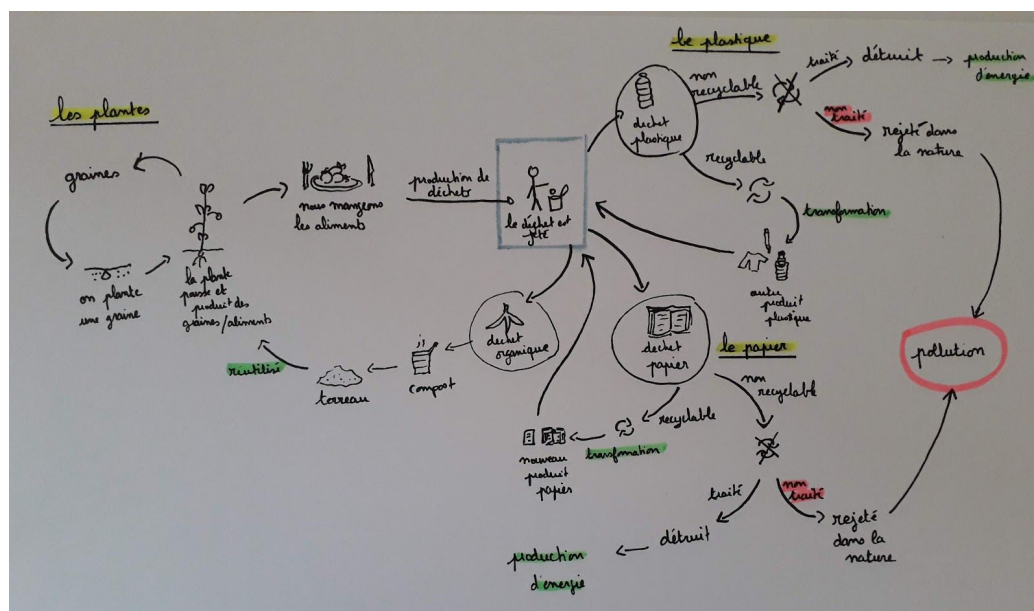 les plantes
graines
on plante
une graine
la plante
pousse et
produit des
graines/aliments
nous mangeons
les aliments
production de
déchets
le déchet est
jeté
déchet
organique
compost
terreau
réutilisé
le plastique
déchet
plastique
non
recyclable
traité
détruit
production
d'énergie
non
traité
rejeté dans
la nature
recyclable
transformation
autre
produit
plastique
le papier
déchet
papier
recyclable
transfmation
nouveau
produit
papier
non
recyclable
traité
détruit
production
d'énergie
non
traité
rejeté
dans la
nature
pollution